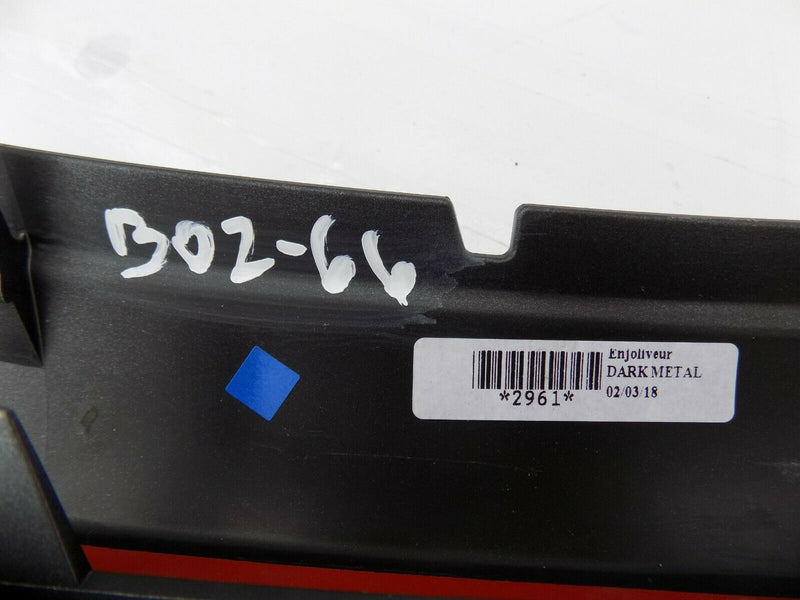 B02-66
Enjoliveur
DARK METAL
02/03/18
*2961*